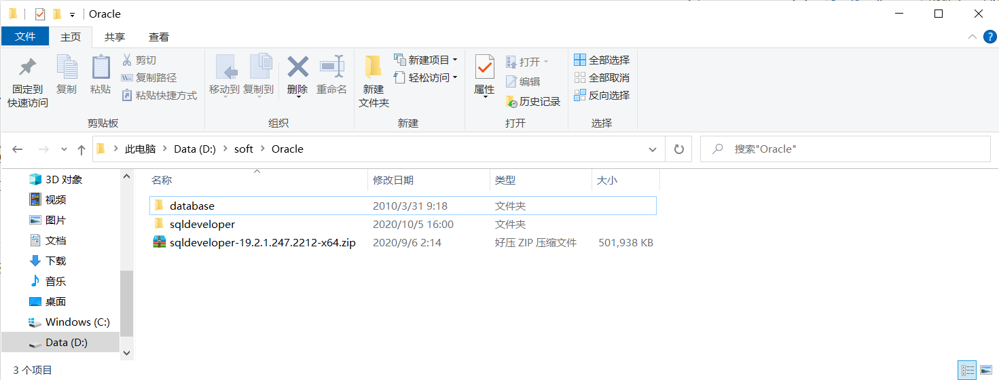 Oracle
文件 主页 共享 查看
固定到
快速访问
复制
粘贴
剪切
复制路径
粘贴快捷方式
剪贴板
移动到
复制到
删除
重命名
组织
新建
文件夹
新建项目
轻松访问
新建
属性
打开
编辑
历史记录
打开
全部选择
全部取消
反向选择
选择
此电脑 Data (D:) soft Oracle
搜索"Oracle"
3D 对象
视频
图片
文档
下载
音乐
桌面
Windows (C:)
Data (D:)
名称 修改日期 类型 大小
database 2010/3/31 9:18 文件夹
sqldeveloper 2020/10/5 16:00 文件夹
sqldeveloper-19.2.1.247.2212-x64.zip 2020/9/6 2:14 好压 ZIP 压缩文件 501,938 KB
3 个项目